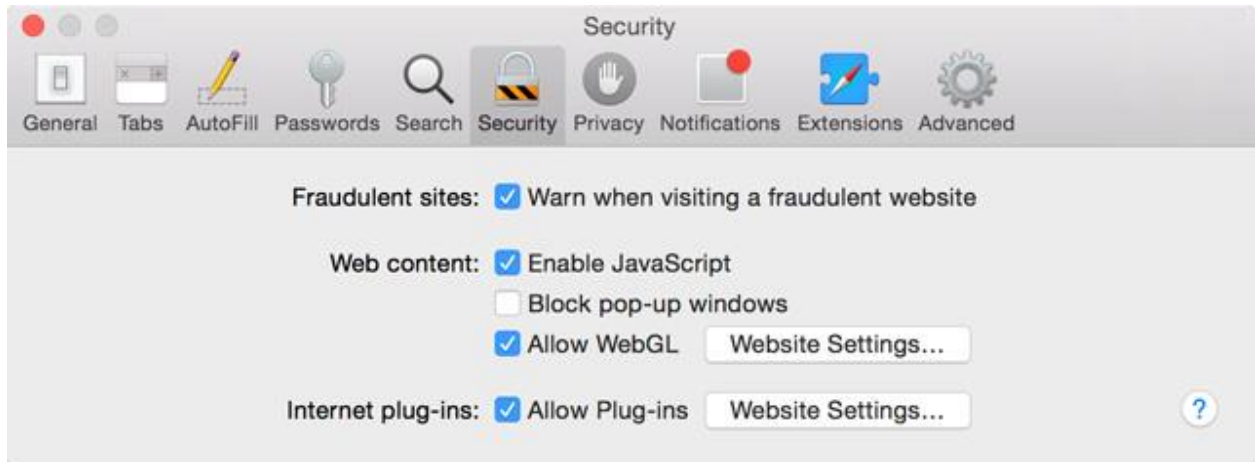 Security
General Tabs AutoFill Passwords Search Security Privacy Notifications Extensions Advanced
Fraudulent sites: Warn when visiting a fraudulent website
Web content: Enable JavaScript
Block pop-up windows
Allow WebGL Website Settings...
Internet plug-ins: Allow Plug-ins Website Settings... ?